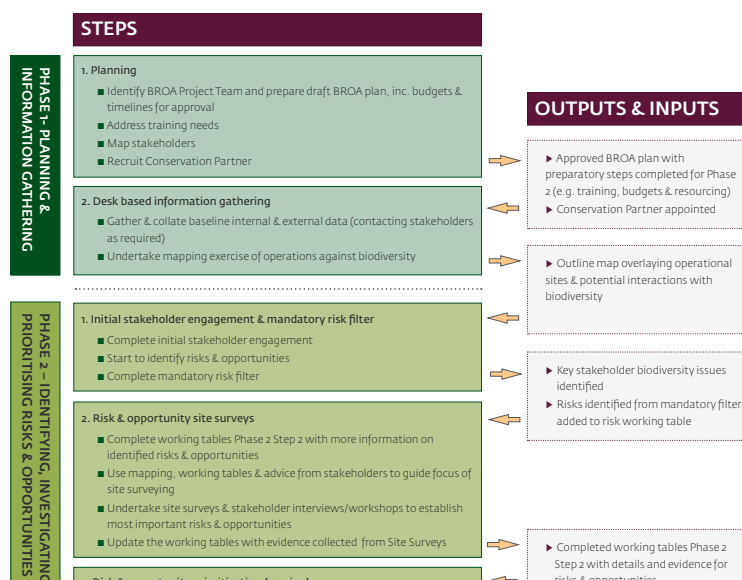 STEPS
PHASE 1- PLANNING &
INFORMATION GATHERING
1. Planning
■ Identify BROA Project Team and prepare draft BROA plan, inc. budgets &
timelines for approval
■ Address training needs
■ Map stakeholders
■ Recruit Conservation Partner
2. Desk based information gathering
■ Gather & collate baseline internal & external data (contacting stakeholders
as required)
■ Undertake mapping exercise of operations against biodiversity
OUTPUTS & INPUTS
▶ Approved BROA plan with
preparatory steps completed for Phase
2 (e.g. training, budgets & resourcing)
▶ Conservation Partner appointed
▶ Outline map overlaying operational
sites & potential interactions with
biodiversity
PHASE 2 – IDENTIFYING, INVESTIGATING
PRIORITISING RISKS & OPPORTUNITIES
1. Initial stakeholder engagement & mandatory risk filter
■ Complete initial stakeholder engagement
■ Start to identify risks & opportunities
■ Complete mandatory risk filter
▶ Key stakeholder biodiversity issues
identified
▶ Risks identified from mandatory filter
added to risk working table
2. Risk & opportunity site surveys
■ Complete working tables Phase 2 Step 2 with more information on
identified risks & opportunities
■ Use mapping, working tables & advice from stakeholders to guide focus of
site surveying
■ Undertake site surveys & stakeholder interviews/workshops to establish
most important risks & opportunities
■ Update the working tables with evidence collected from Site Surveys
▶ Completed working tables Phase 2
Step 2 with details and evidence for
risks & opportunities